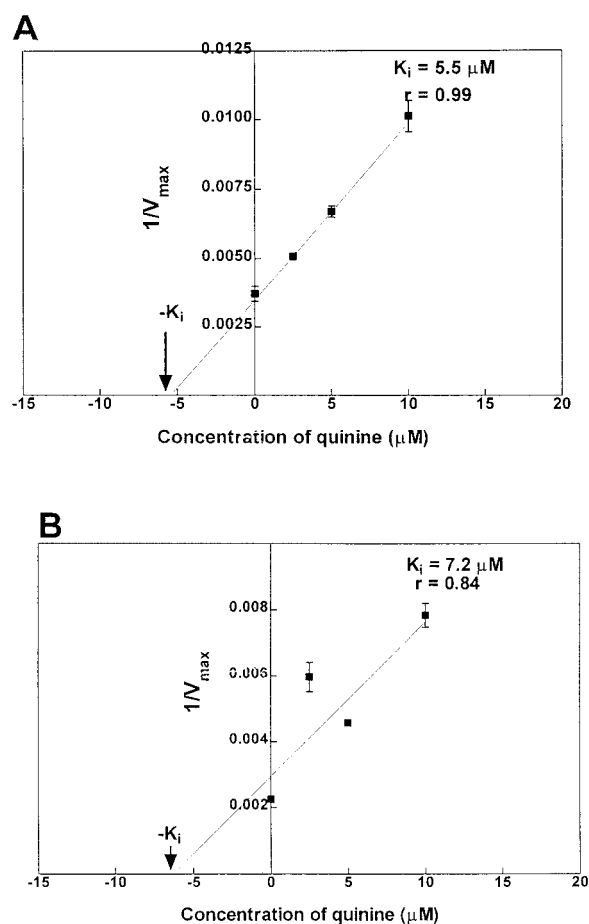 A
0.0125
Ki = 5.5 μM
r = 0.99
0.0100
0.0075
1/Vmax
0.0050
-Ki
0.0025
-15 -10 -5 0 5 10 15 20
Concentration of quinine (μM)
B
Ki = 7.2 μM
r = 0.84
0.008
0.006
1/Vmax
0.004
0.002
-Ki
-15 -10 -5 0 5 10 15 20
Concentration of quinine (μM)